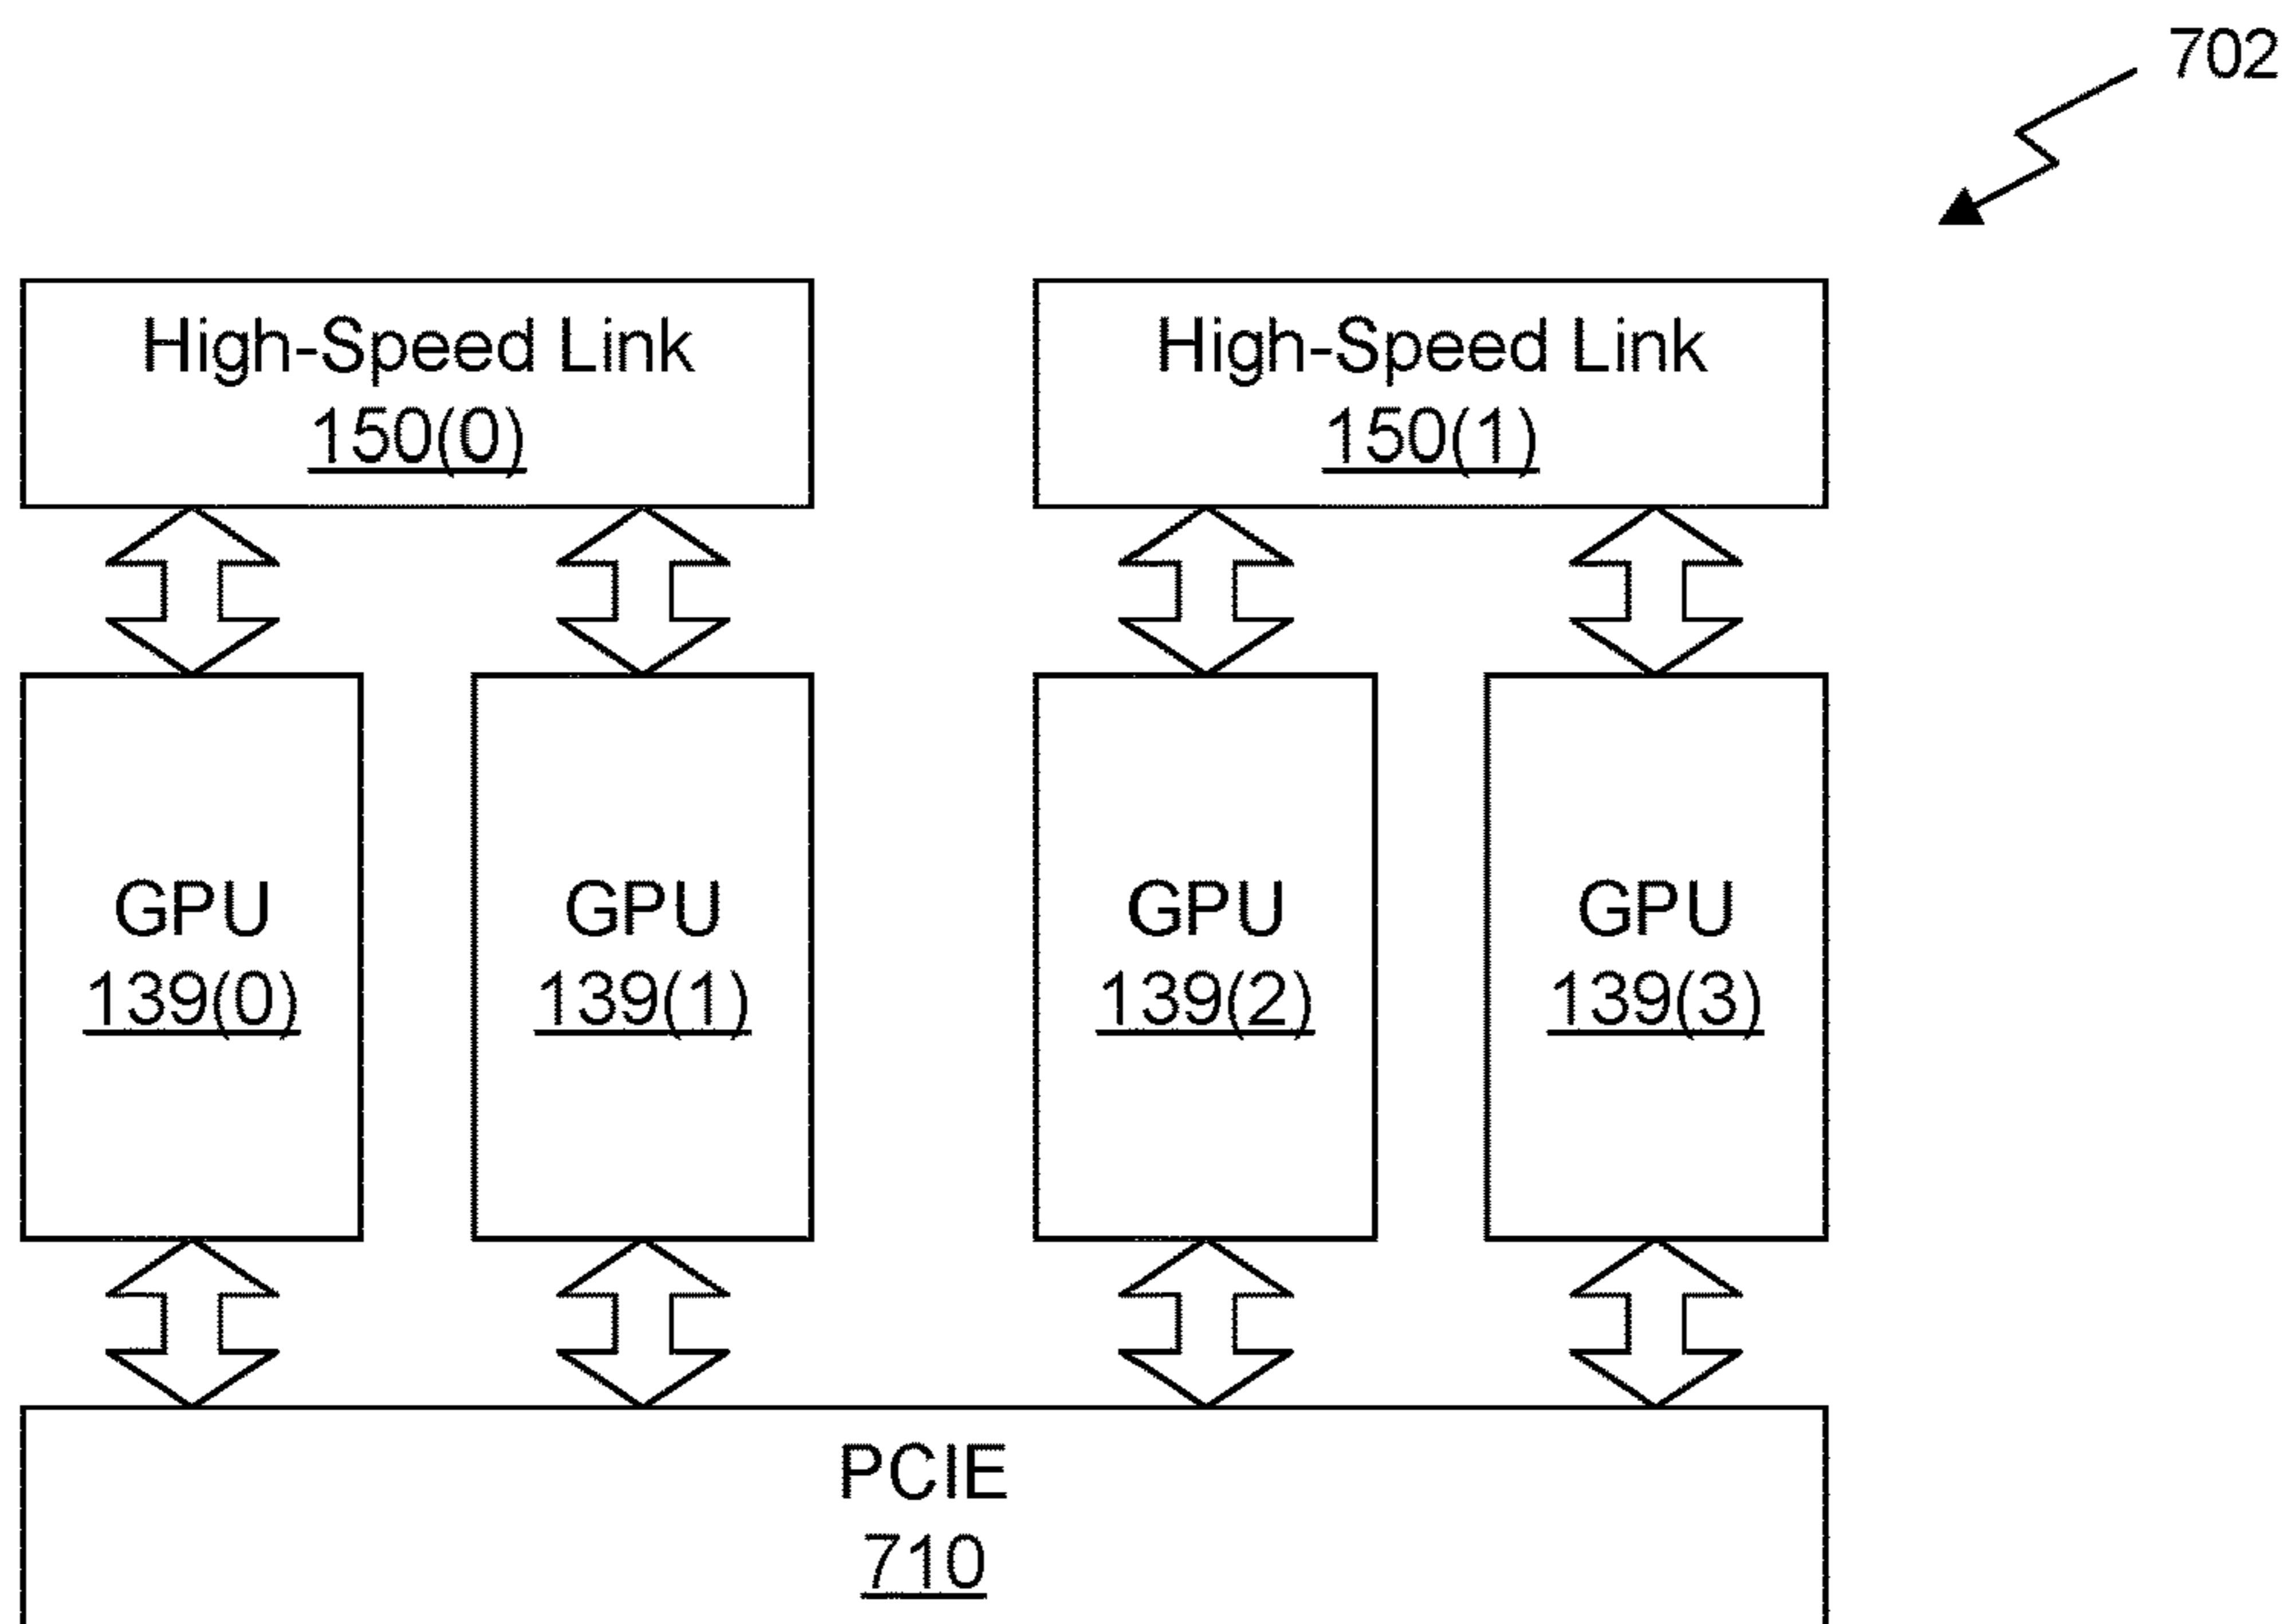 702
High-Speed Link
150(0)
High-Speed Link
150(1)
GPU
139(0)
GPU
139(1)
GPU
139(2)
GPU
139(3)
PCIE
710